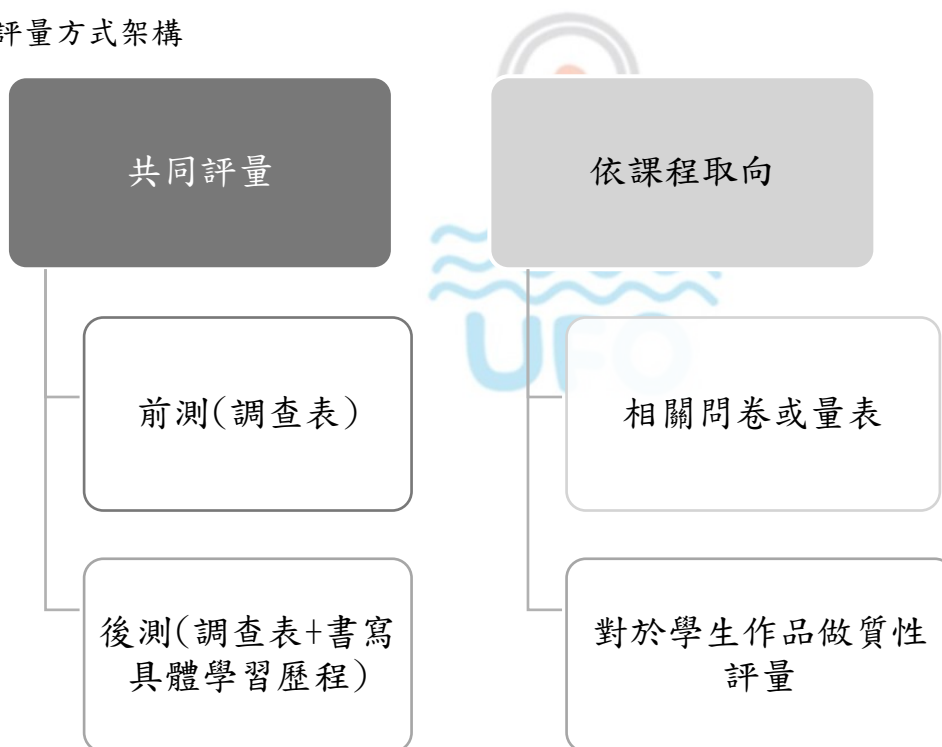 評量方式架構
共同評量
前測(調查表)
後測(調查表+書寫
具體學習歷程)
依課程取向
UFO
相關問卷或量表
對於學生作品做質性
評量